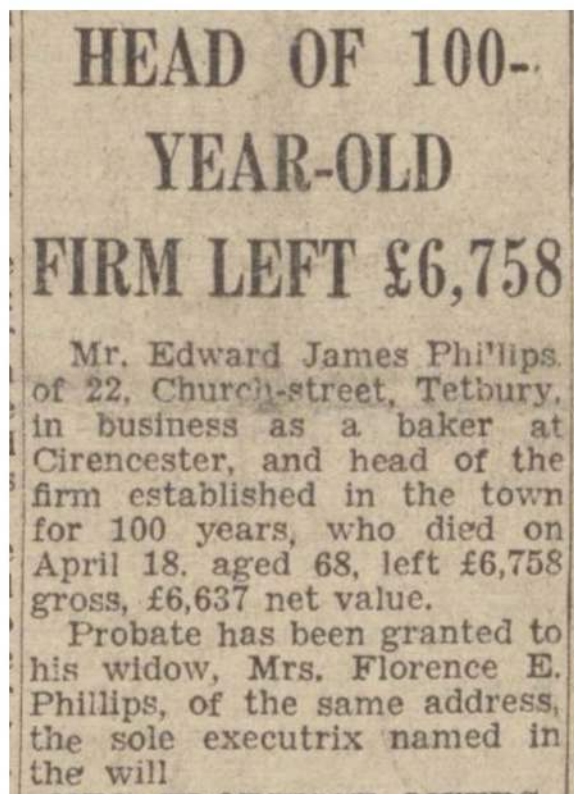 HEAD OF 100-
YEAR-OLD
FIRM LEFT £6,758
Mr. Edward James Phi'lips.
of 22, Church-street, Tetbury,
in business as a baker at
Cirencester, and head of the
firm established in the town
for 100 years, who died on
April 18. aged 68, left £6,758
gross, £6,637 net value.
Probate has been granted to
his widow, Mrs. Florence E.
Phillips, of the same address,
the sole executrix named in
the will